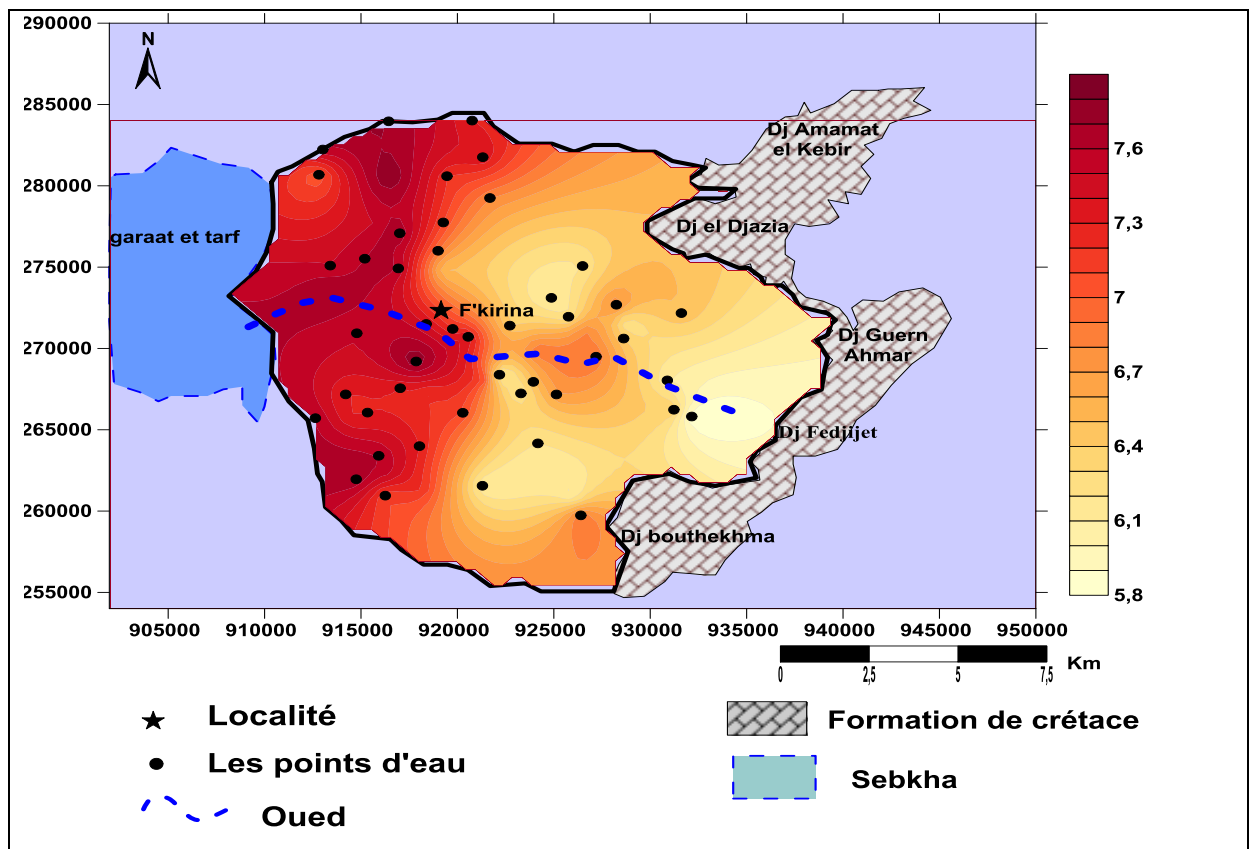 290000
N
285000
Dj Amamat
el Kebir
7,6
280000
7,3
Dj el Djazia
garaat et tarf
275000
7
F'kirina
270000
Dj Guern
Ahmar
6,7
265000
Dj Fedjijet
6.4
260000
6,1
Dj bouthekhma
255000
5,8
905000 910000 915000 920000 925000 930000 935000 940000 945000 950000
Km
0 2,5 5 7,5
Localité
Formation de crétace
Les points d'eau
Sebkha
Oued